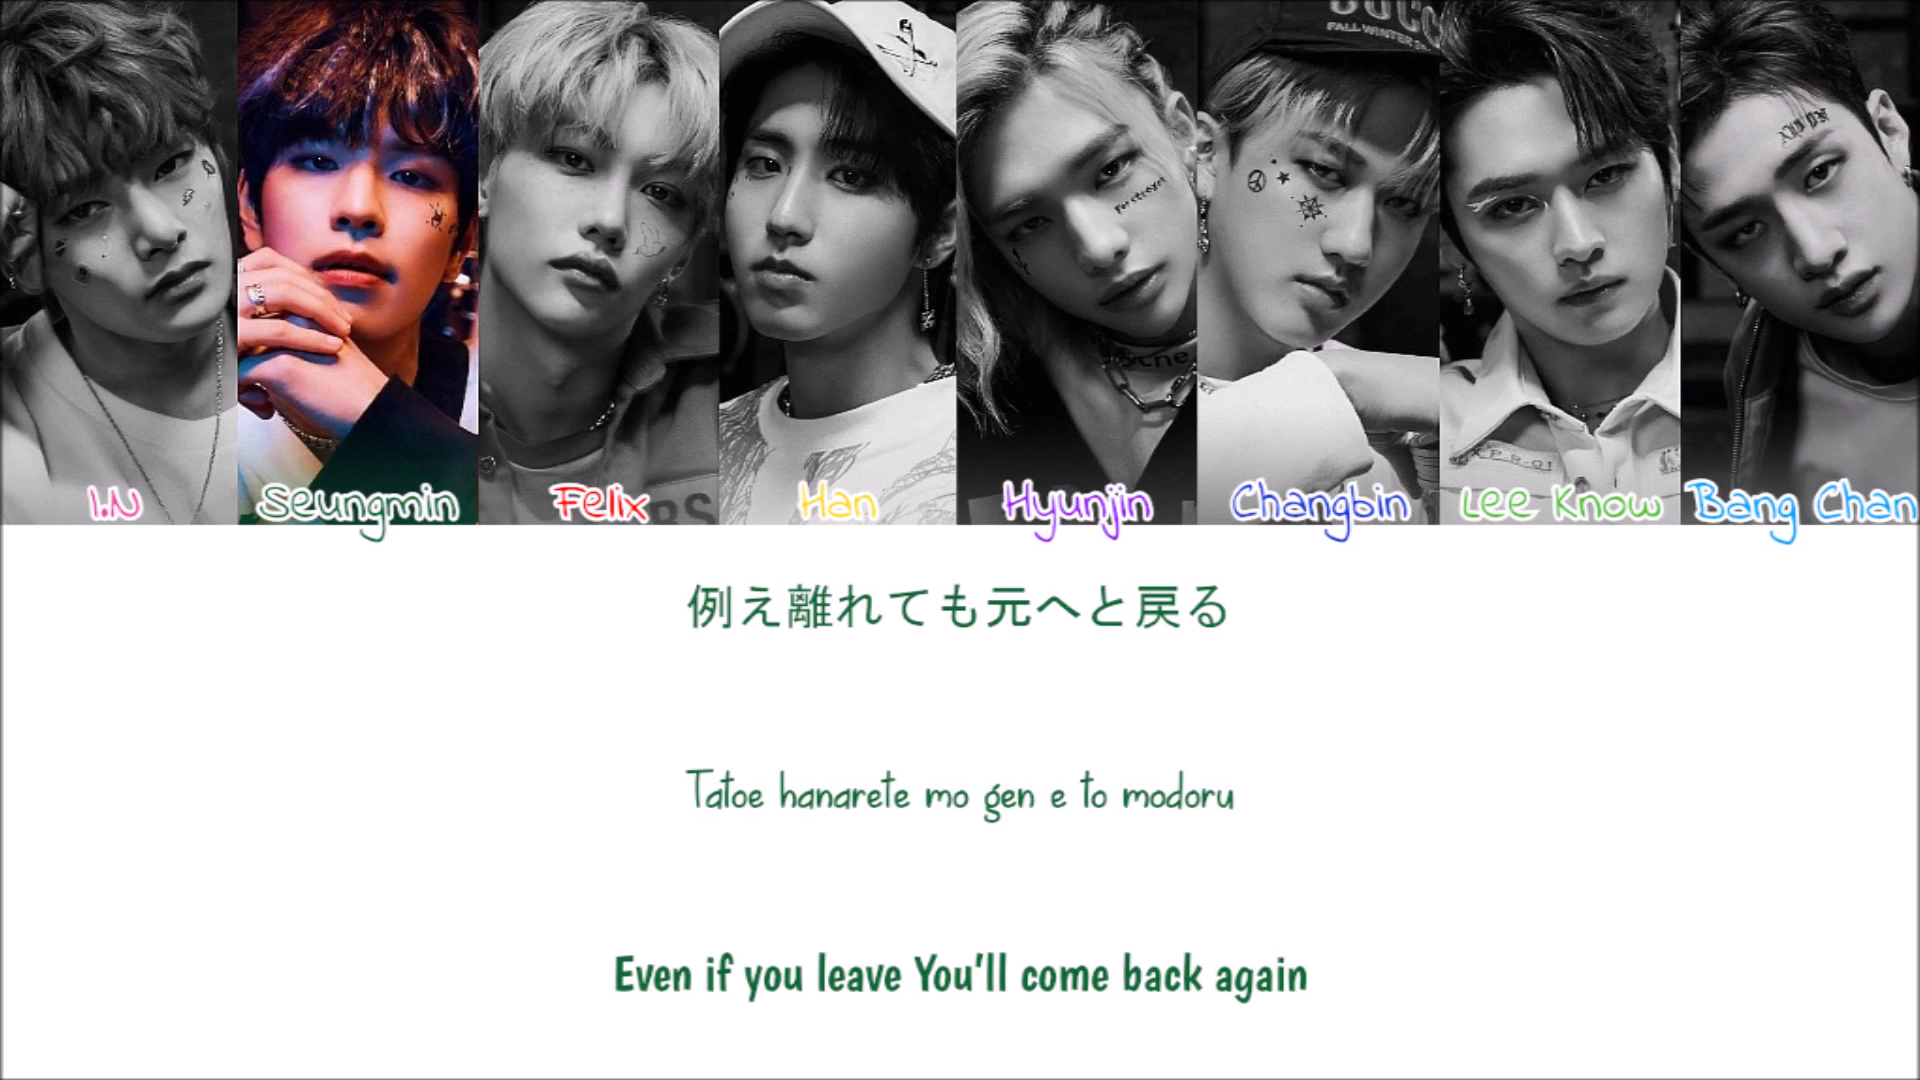 I.N
Seungmin
Felix
Han
Hyunjin
Changbin
Lee Know
Bang Chan
例え離れても元へと戻る
Tatoe hanarete mo gen e to modoru
Even if you leave You'll come back again